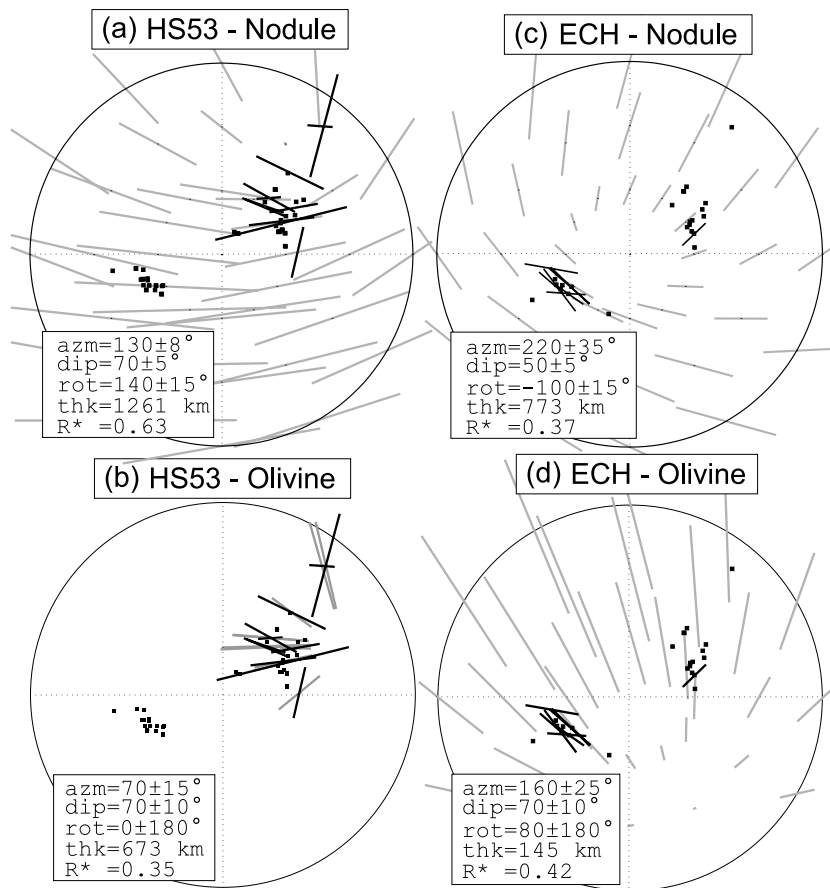 (a) HS53 - Nodule
azm=130±8°
dip=70±5°
rot=140±15°
thk=1261 km
R* =0.63
(c) ECH - Nodule
azm=220±35°
dip=50±5°
rot=-100±15°
thk=773 km
R* =0.37
(b) HS53 - Olivine
azm=70±15°
dip=70±10°
rot=0±180°
thk=673 km
R* =0.35
(d) ECH - Olivine
azm=160±25°
dip=70±10°
rot=80±180°
thk=145 km
R* =0.42